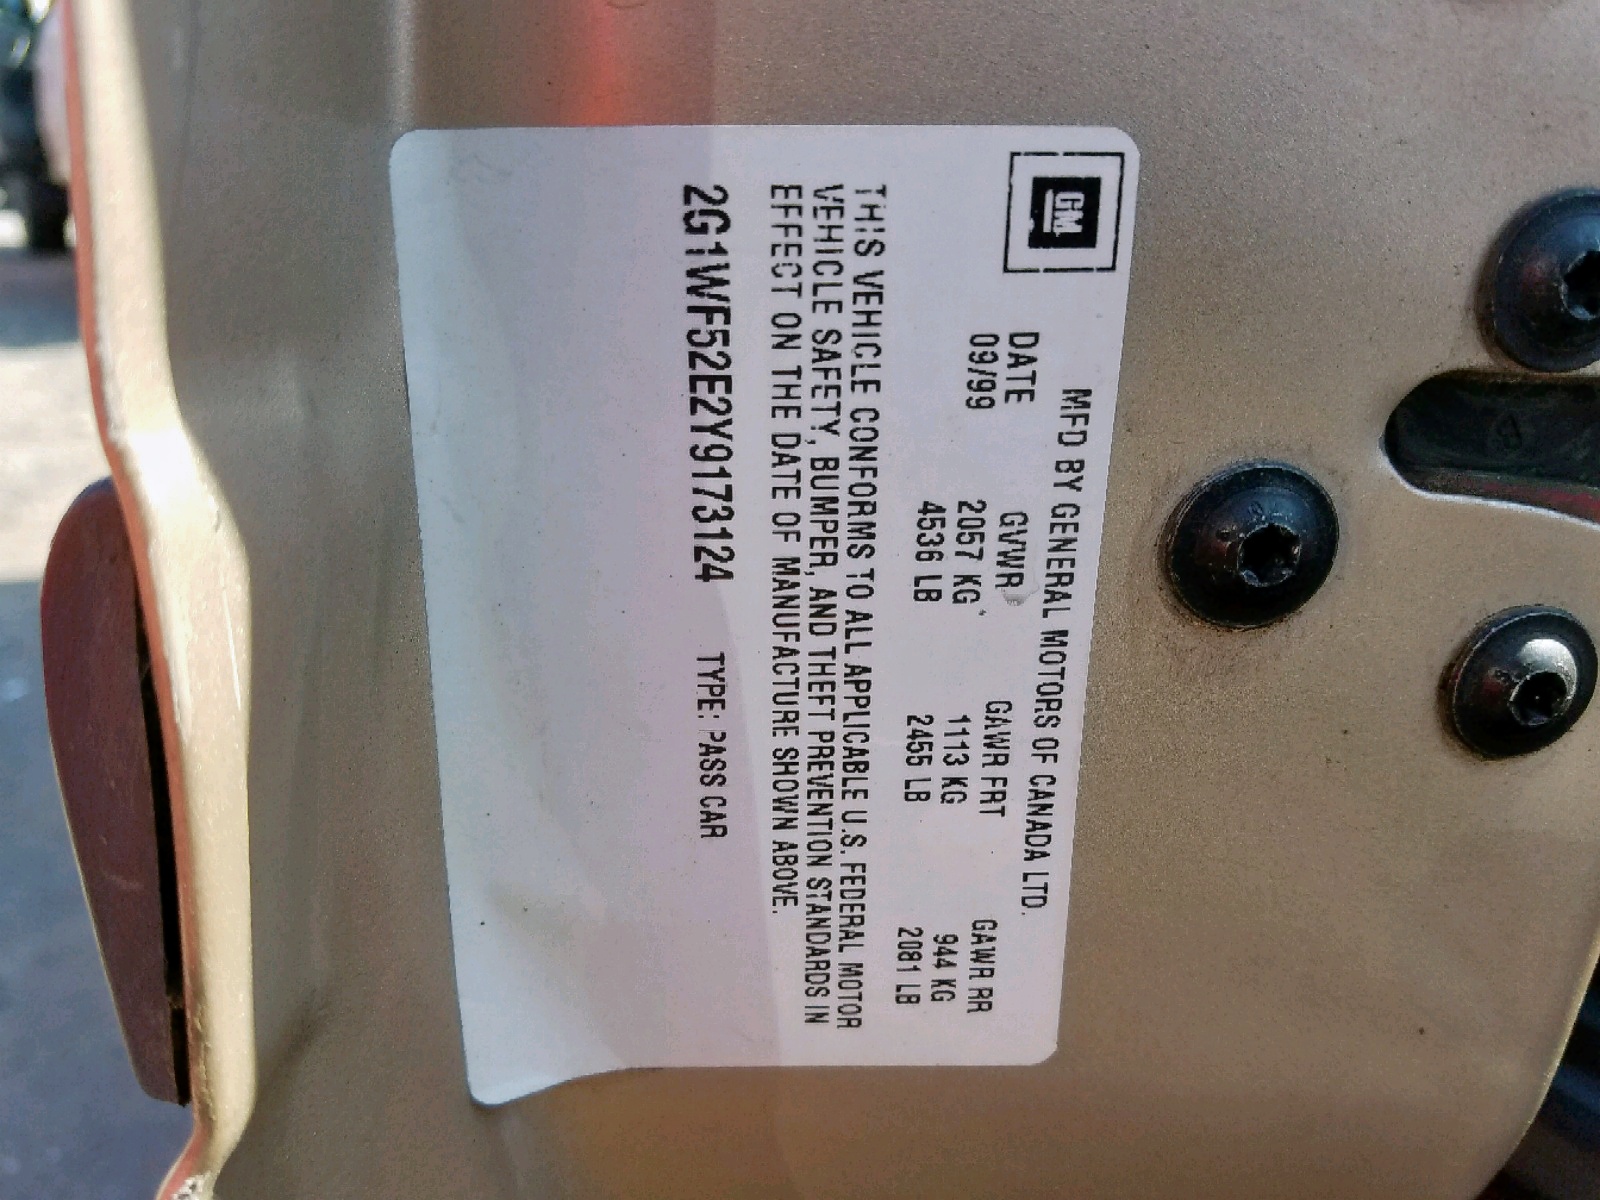 GM
MFD BY GENERAL MOTORS OF CANADA LTD.
DATE GVWR GAWR FRT GAWR RR
09/99 2057 KG 1113 KG 944 KG
4536 LB 2455 LB 2081 LB
THIS VEHICLE CONFORMS TO ALL APPLICABLE U.S. FEDERAL MOTOR
VEHICLE SAFETY, BUMPER, AND THEFT PREVENTION STANDARDS IN
EFFECT ON THE DATE OF MANUFACTURE SHOWN ABOVE.
2G1WF52E2Y9173124 TYPE: PASS CAR